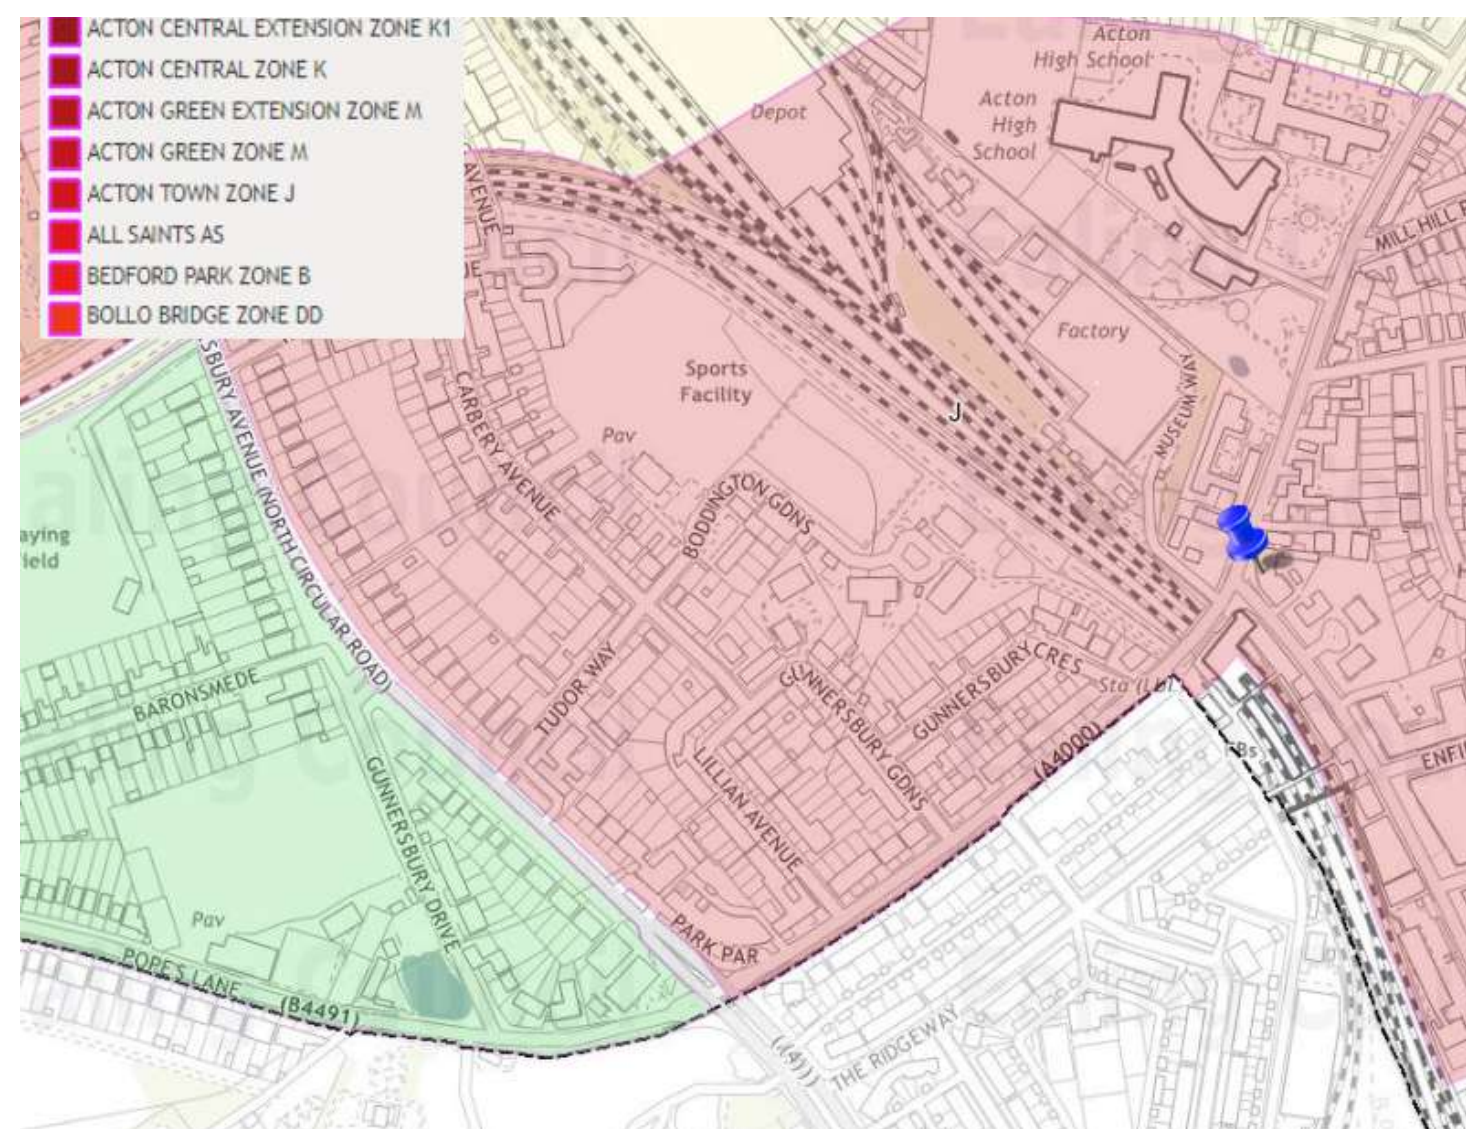 ACTON CENTRAL EXTENSION ZONE K1
ACTON CENTRAL ZONE K
ACTON GREEN EXTENSION ZONE M
ACTON GREEN ZONE M
ACTON TOWN ZONE J
ALL SAINTS AS
BEDFORD PARK ZONE B
BOLLO BRIDGE ZONE DD
Acton
High School
Acton
High
School
Depot
AVENUE
MILL HILL
Factory
MUSEUM WAY
Sports
Facility
J
Pav
CARBERY AVENUE
BODDINGTON GDNS
SBURY AVENUE (NORTH CIRCULAR ROAD)
aying
ield
BARONSMEDE
TUDOR WAY
GUNNERSBURY CRES
GUNNERSBURY GDNS
Sta
(A4000)
LILLIAN AVENUE
GUNNERSBURY DRIVE
ENFI
PARK PAR
Pav
POPE'S LANE
(B4491)
THE RIDGEWAY